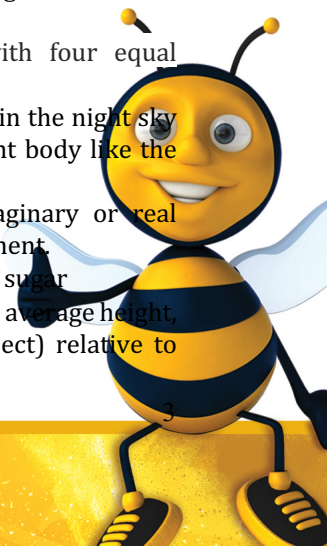 ith four equal
in the night sky
nt body like the
aginary or real
ment.
sugar
average height,
ect) relative to
3